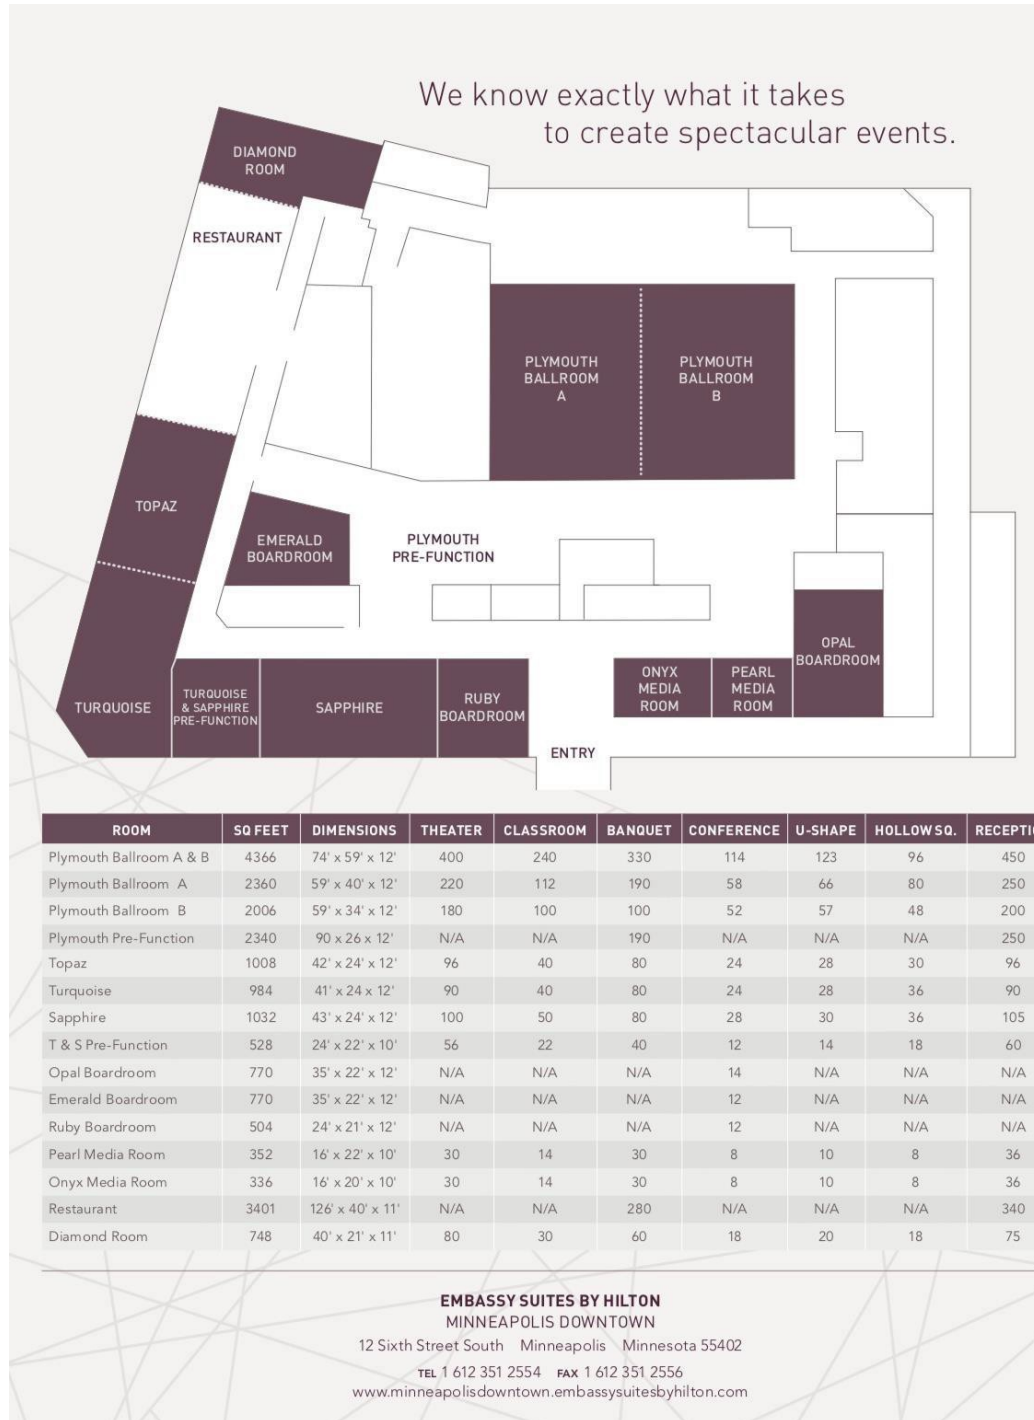 We know exactly what it takes
to create spectacular events.
DIAMOND
ROOM
RESTAURANT
PLYMOUTH
BALLROOM
A
PLYMOUTH
BALLROOM
B
TOPAZ
EMERALD
BOARDROOM
PLYMOUTH
PRE-FUNCTION
OPAL
BOARDROOM
TURQUOISE
TURQUOISE
& SAPPHIRE
PRE-FUNCTION
SAPPHIRE
RUBY
BOARDROOM
ONYX
MEDIA
ROOM
PEARL
MEDIA
ROOM
ENTRY
ROOM SQ FEET DIMENSIONS THEATER CLASSROOM BANQUET CONFERENCE U-SHAPE HOLLOW SQ. RECEPTIO
Plymouth Ballroom A & B 4366 74' x 59' x 12' 400 240 330 114 123 96 450
Plymouth Ballroom A 2360 59' x 40' x 12' 220 112 190 58 66 80 250
Plymouth Ballroom B 2006 59' x 34' x 12' 180 100 100 52 57 48 200
Plymouth Pre-Function 2340 90 x 26 x 12' N/A N/A 190 N/A N/A N/A 250
Topaz 1008 42' x 24' x 12' 96 40 80 24 28 30 96
Turquoise 984 41' x 24 x 12' 90 40 80 24 28 36 90
Sapphire 1032 43' x 24' x 12' 100 50 80 28 30 36 105
T & S Pre-Function 528 24' x 22' x 10' 56 22 40 12 14 18 60
Opal Boardroom 770 35' x 22' x 12' N/A N/A N/A 14 N/A N/A N/A
Emerald Boardroom 770 35' x 22' x 12' N/A N/A N/A 12 N/A N/A N/A
Ruby Boardroom 504 24' x 21' x 12' N/A N/A N/A 12 N/A N/A N/A
Pearl Media Room 352 16' x 22' x 10' 30 14 30 8 10 8 36
Onyx Media Room 336 16' x 20' x 10' 30 14 30 8 10 8 36
Restaurant 3401 126' x 40' x 11' N/A N/A 280 N/A N/A N/A 340
Diamond Room 748 40' x 21' x 11' 80 30 60 18 20 18 75
EMBASSY SUITES BY HILTON
MINNEAPOLIS DOWNTOWN
12 Sixth Street South Minneapolis Minnesota 55402
TEL 1 612 351 2554 FAX 1 612 351 2556
www.minneapolisdowntown.embassysuitesbyhilton.com